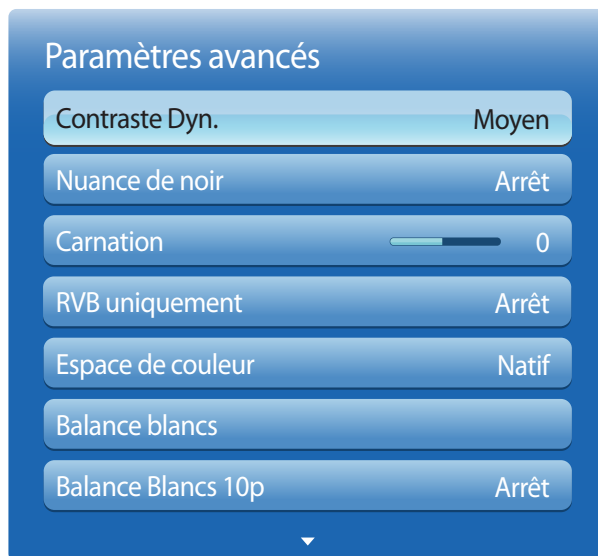 Paramètres avancés
Contraste Dyn. Moyen
Nuance de noir Arrêt
Carnation 0
RVB uniquement Arrêt
Espace de couleur Natif
Balance blancs
Balance Blancs 10p Arrêt